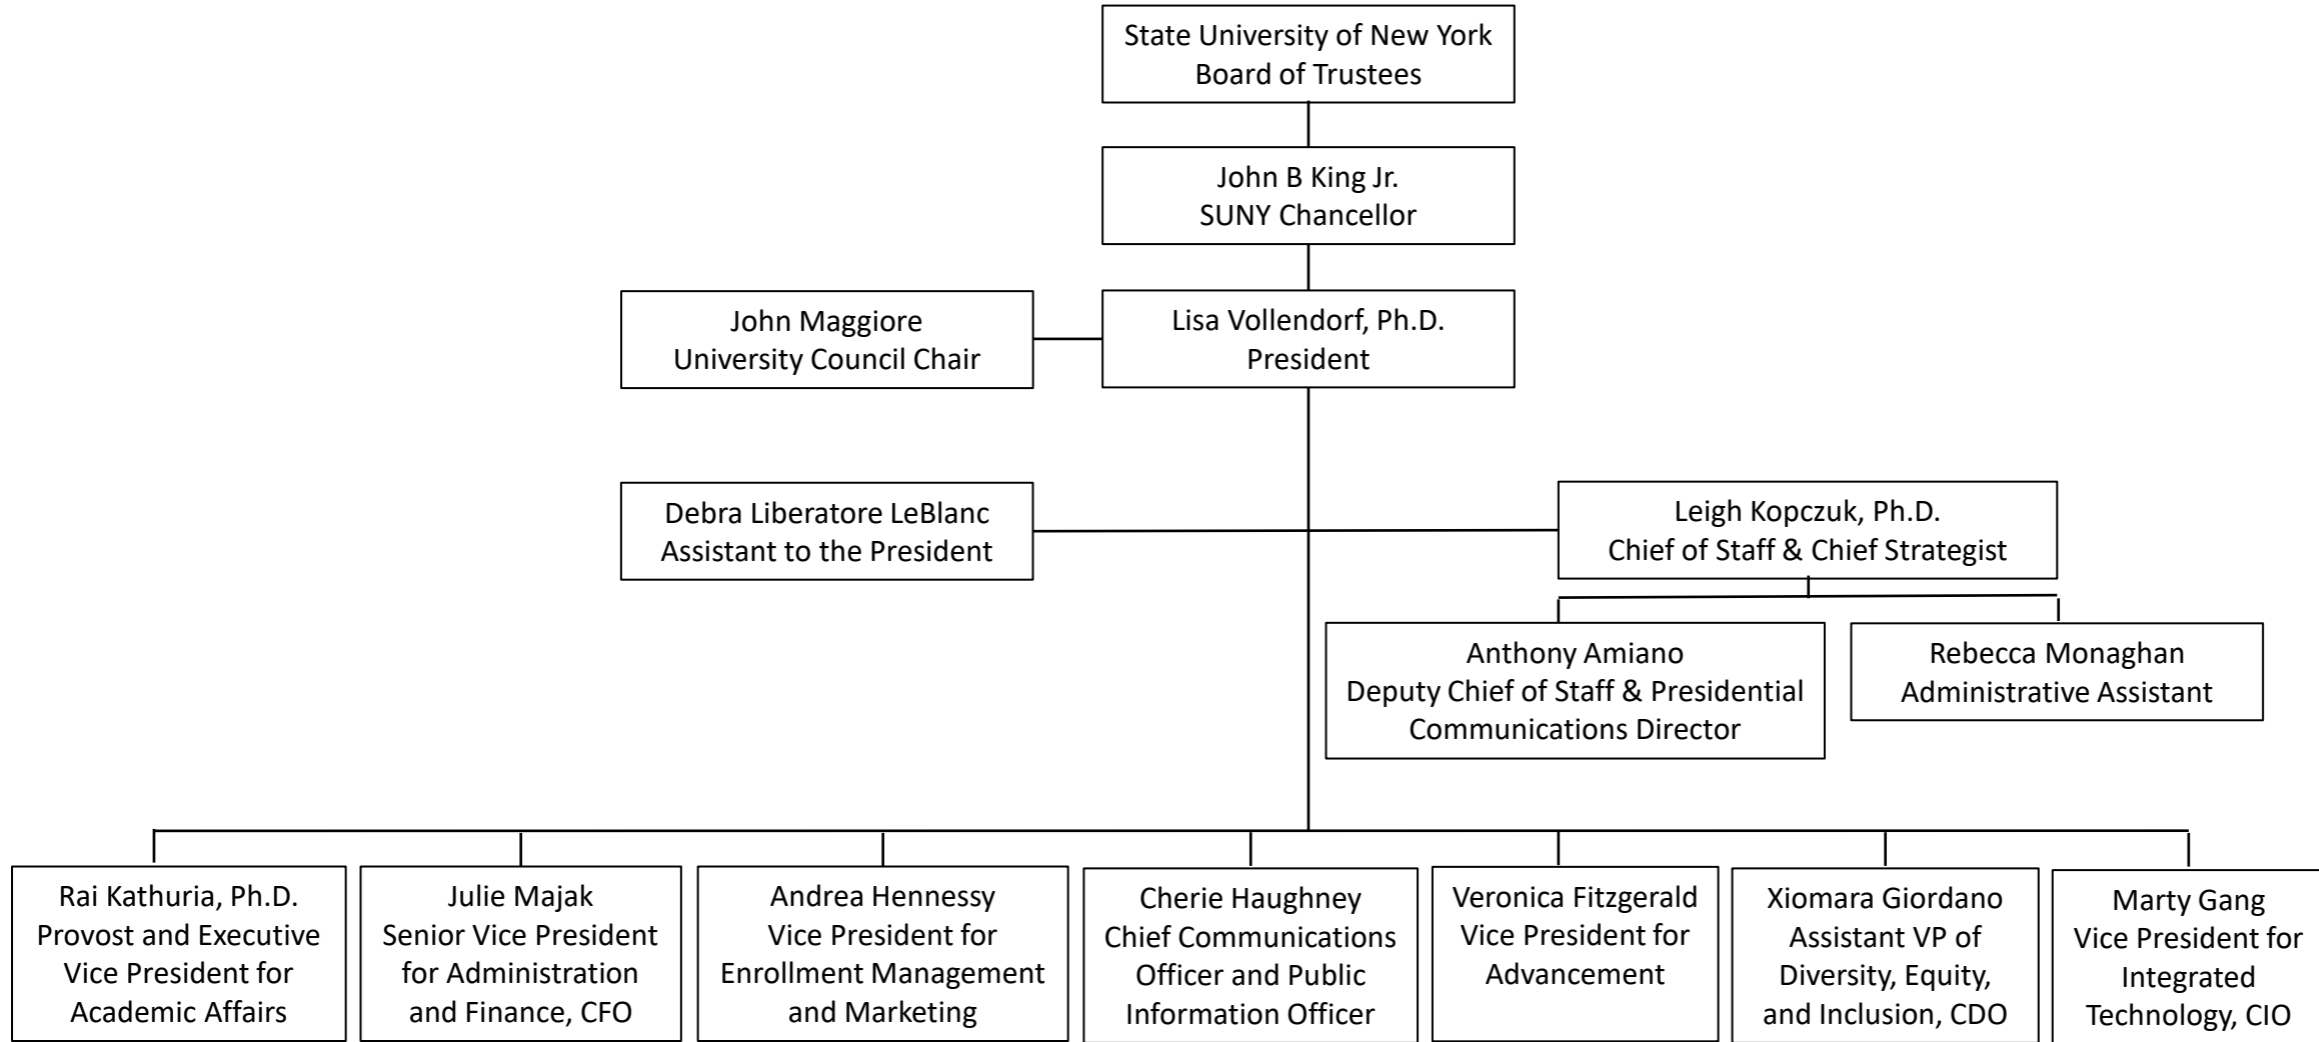 State University of New York
Board of Trustees
John B King Jr.
SUNY Chancellor
John Maggiore
University Council Chair
Lisa Vollendorf, Ph.D.
President
Debra Liberatore LeBlanc
Assistant to the President
Leigh Kopczuk, Ph.D.
Chief of Staff & Chief Strategist
Anthony Amiano
Deputy Chief of Staff & Presidential
Communications Director
Rebecca Monaghan
Administrative Assistant
Rai Kathuria, Ph.D.
Provost and Executive
Vice President for
Academic Affairs
Julie Majak
Senior Vice President
for Administration
and Finance, CFO
Andrea Hennessy
Vice President for
Enrollment Management
and Marketing
Cherie Haughney
Chief Communications
Officer and Public
Information Officer
Veronica Fitzgerald
Vice President for
Advancement
Xiomara Giordano
Assistant VP of
Diversity, Equity,
and Inclusion, CDO
Marty Gang
Vice President for
Integrated
Technology, CIO